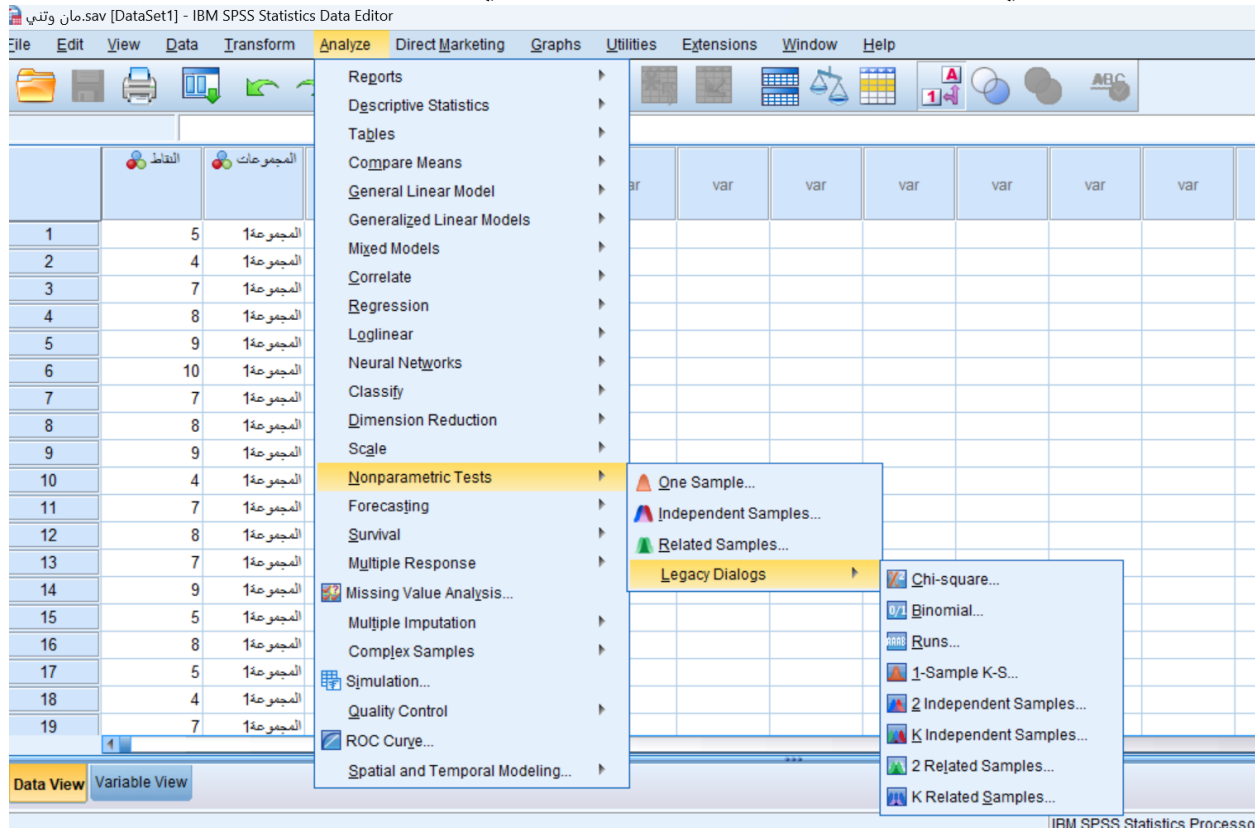 مان وتني.sav [DataSet1] - IBM SPSS Statistics Data Editor
File Edit View Data Transform Analyze Direct Marketing Graphs Utilities Extensions Window Help
A
1
ABC
النقاط المجموعات var var var var var var
1 5 المجموعة1
2 4 المجموعة1
3 7 المجموعة1
4 8 المجموعة1
5 9 المجموعة1
6 10 المجموعة1
7 7 المجموعة1
8 8 المجموعة1
9 9 المجموعة1
10 4 المجموعة1
11 7 المجموعة1
12 8 المجموعة1
13 7 المجموعة1
14 9 المجموعة1
15 5 المجموعة1
16 8 المجموعة1
17 5 المجموعة1
18 4 المجموعة1
19 7 المجموعة1
Reports
Descriptive Statistics
Tables
Compare Means
General Linear Model
Generalized Linear Models
Mixed Models
Correlate
Regression
Loglinear
Neural Networks
Classify
Dimension Reduction
Scale
Nonparametric Tests
Forecasting
Survival
Multiple Response
Missing Value Analysis...
Multiple Imputation
Complex Samples
Simulation...
Quality Control
ROC Curve...
Spatial and Temporal Modeling...
One Sample...
Independent Samples...
Related Samples...
Legacy Dialogs
Chi-square...
0/1 Binomial...
Runs...
1-Sample K-S...
2 Independent Samples...
K Independent Samples...
2 Related Samples...
K Related Samples...
Data View Variable View
IBM SPSS Statistics Processo